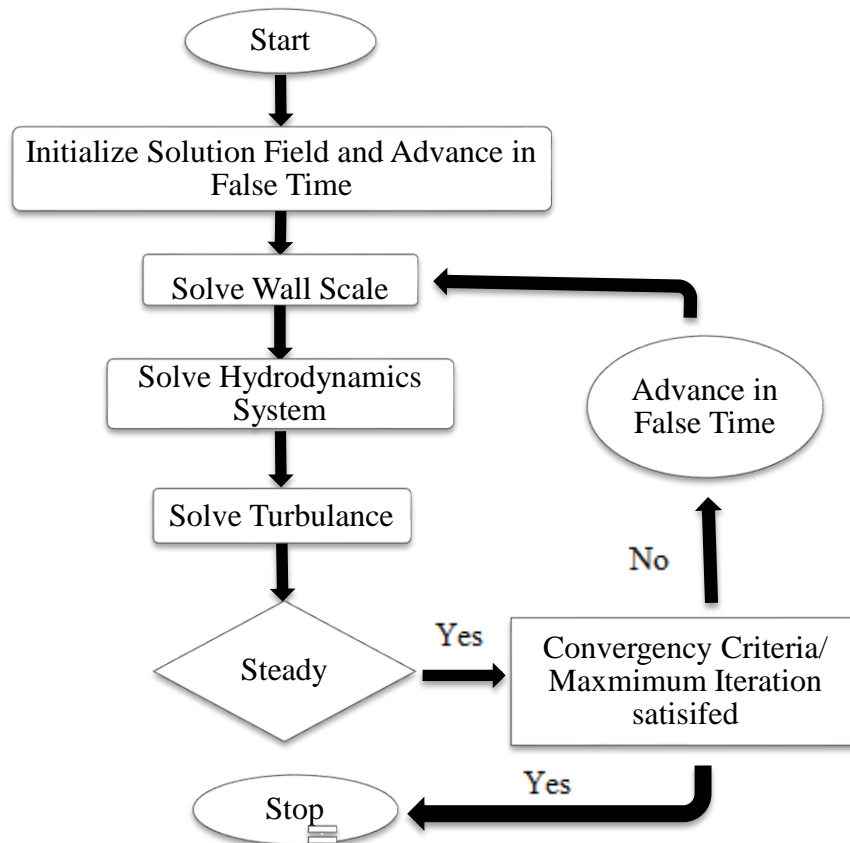 Start
Initialize Solution Field and Advance in
False Time
Solve Wall Scale
Solve Hydrodynamics
System
Advance in
False Time
Solve Turbulance
No
Steady
Yes
Convergency Criteria/
Maxmimum Iteration
satisifed
Yes
Stop